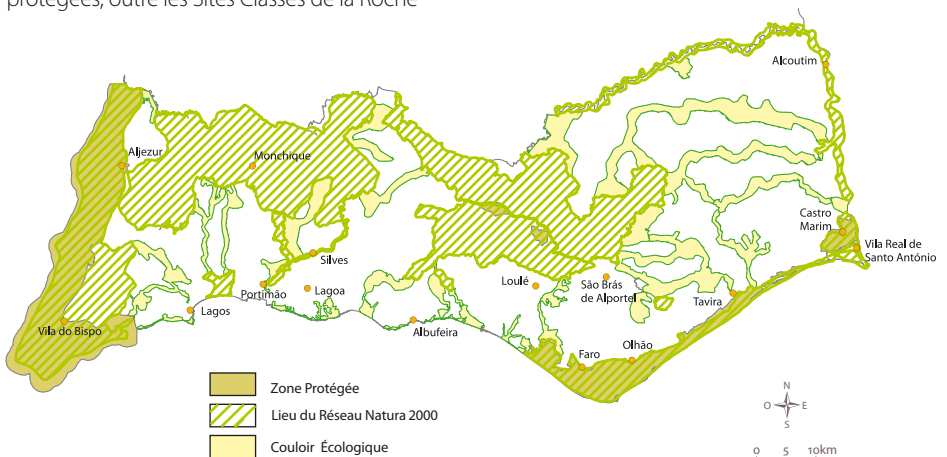 protégées, outre les Sites Classés de la Roche
Alcoutim
Aljezur
Monchique
Castro
Marim
Vila Real de
Santo António
Silves
Loulé
São Brás
de Alportel
Portimão
Lagoa
Tavira
Lagos
Vila do Bispo
Albufeira
Olhão
Faro
Zone Protégée
Lieu du Réseau Natura 2000
Couloir Écologique
N
O E
S
0 5 10km